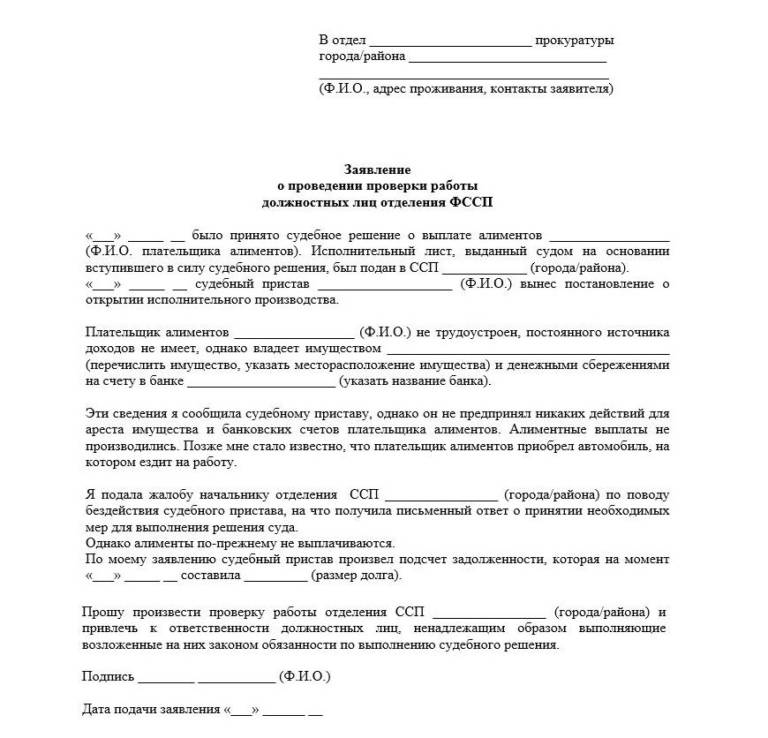 В отдел _______________________ прокуратуры
города/района ____________________________
_________________________________________
(Ф.И.О., адрес проживания, контакты заявителя)
Заявление
о проведении проверки работы
должностных лиц отделения ФССП
«___» _____ __ было принято судебное решение о выплате алиментов _________________
(Ф.И.О. плательщика алиментов). Исполнительный лист, выданный судом на основании
вступившего в силу судебного решения, был подан в ССП ____________ (города/района).
«___» _____ __ судебный пристав ___________________ (Ф.И.О.) вынес постановление о
открытии исполнительного производства.
Плательщик алиментов _________________ (Ф.И.О.) не трудоустроен, постоянного источника
доходов не имеет, однако владеет имуществом ________________________________________
(перечислить имущество, указать месторасположение имущества) и денежными сбережениями
на счету в банке _____________________ (указать название банка).
Эти сведения я сообщила судебному приставу, однако он не предпринял никаких действий для
ареста имущества и банковских счетов плательщика алиментов. Алиментные выплаты не
производились. Позже мне стало известно, что плательщик алиментов приобрел автомобиль, на
котором ездит на работу.
Я подала жалобу начальнику отделения ССП ________________ (города/района) по поводу
бездействия судебного пристава, на что получила письменный ответ о принятии необходимых
мер для выполнения решения суда.
Однако алименты по-прежнему не выплачиваются.
По моему заявлению судебный пристав произвел подсчет задолженности, которая на момент
«___» _____ __ составила _________ (размер долга).
Прошу произвести проверку работы отделения ССП ________________ (города/района) и
привлечь к ответственности должностных лиц, ненадлежащим образом выполняющие
возложенные на них законом обязанности по выполнению судебного решения.
Подпись ________ ___________ (Ф.И.О.)
Дата подачи заявления «___» ______ __